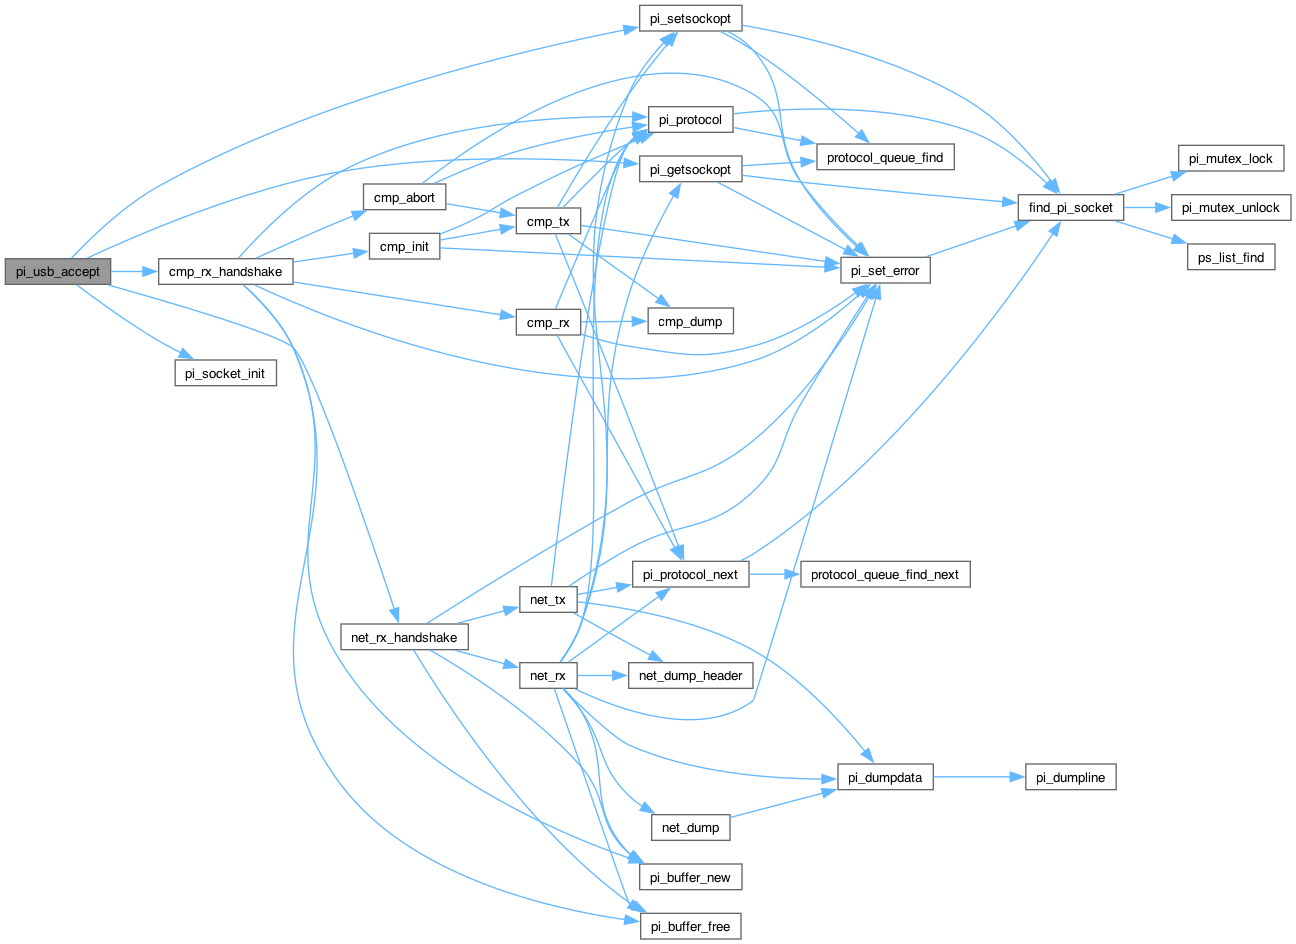 pi_setsockopt
pi_protocol
protocol_queue_find
pi_mutex_lock
pi_getsockopt
cmp_abort
find_pi_socket
pi_mutex_unlock
cmp_tx
cmp_init
ps_list_find
pi_usb_accept
cmp_rx_handshake
pi_set_error
cmp_rx
cmp_dump
pi_socket_init
pi_protocol_next
protocol_queue_find_next
net_tx
net_rx_handshake
net_rx
net_dump_header
pi_dumpdata
pi_dumpline
net_dump
pi_buffer_new
pi_buffer_free